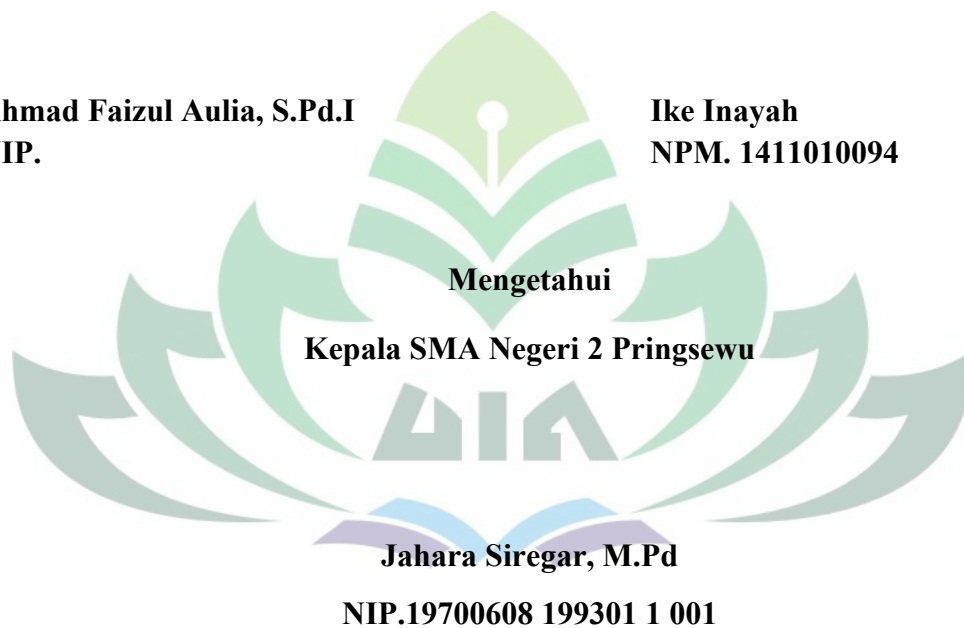 hmad Faizul Aulia, S.Pd.I
IP.
Ike Inayah
NPM. 1411010094
Mengetahui
Kepala SMA Negeri 2 Pringsewu
UIN
Jahara Siregar, M.Pd
NIP.19700608 199301 1 001